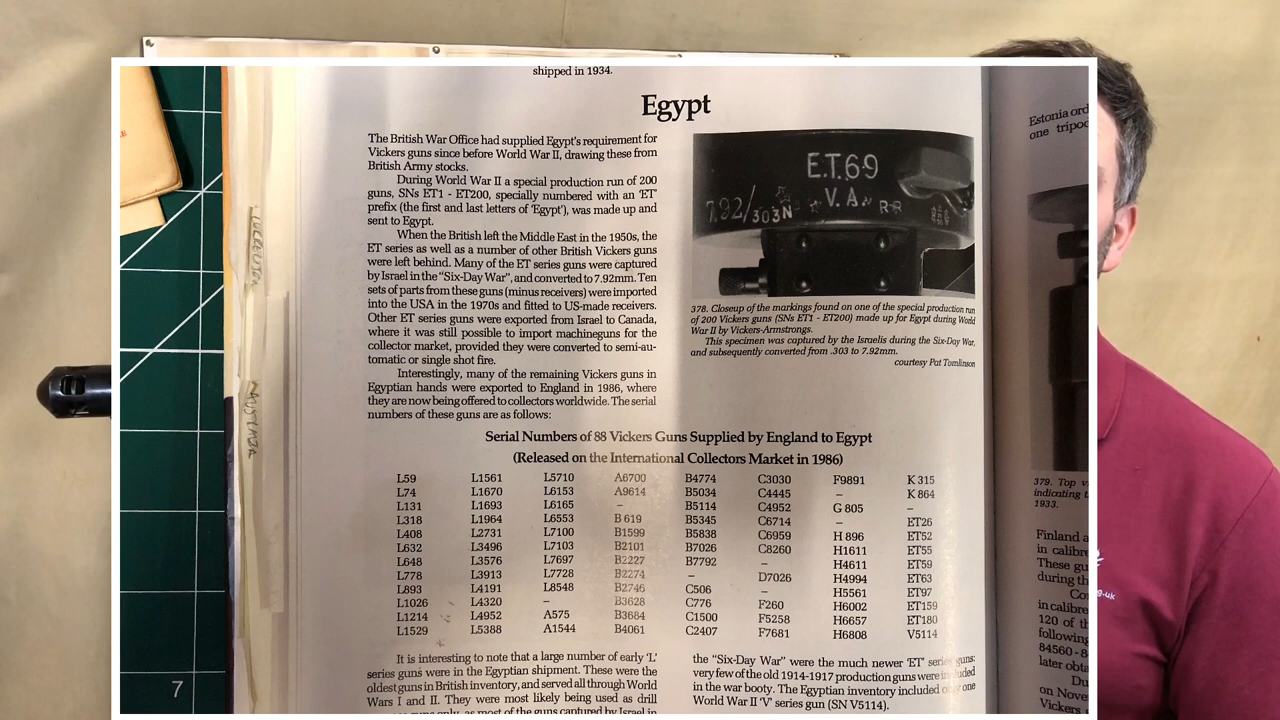 shipped in 1934.
Egypt
The British War Office had supplied Egypt's requirement for
Vickers guns since before World War II, drawing these from
British Army stocks.
During World War II a special production run of 200
guns, SNs ET1 - ET200, specially numbered with an 'ET'
prefix (the first and last letters of 'Egypt'), was made up and
sent to Egypt.
When the British left the Middle East in the 1950s, the
ET series as well as a number of other British Vickers guns
were left behind. Many of the ET series guns were captured
by Israel in the "Six-Day War", and converted to 7.92mm. Ten
sets of parts from these guns (minus receivers) were imported
into the USA in the 1970s and fitted to US-made receivers.
Other ET series guns were exported from Israel to Canada,
where it was still possible to import machineguns for the
collector market, provided they were converted to semi-au-
tomatic or single shot fire.
Interestingly, many of the remaining Vickers guns in
Egyptian hands were exported to England in 1986, where
they are now being offered to collectors worldwide. The serial
numbers of these guns are as follows:
E.T.69
V.A.
7.92/303N
RR
378. Closeup of the markings found on one of the special production run
of 200 Vickers guns (SNs ET1 - ET200) made up for Egypt during World
War II by Vickers-Armstrongs.
This specimen was captured by the Israelis during the Six-Day War,
and subsequently converted from .303 to 7.92mm.
courtesy Pat Tomlinson
Serial Numbers of 88 Vickers Guns Supplied by England to Egypt
(Released on the International Collectors Market in 1986)
L59 L1561 L5710 A6700 B4774 C3030 F9891 K 315
L74 L1670 L6153 A9614 B5034 C4445 – K 864
L131 L1693 L6165 – B5114 C4952 G 805 –
L318 L1964 L6553 B 619 B5345 C6714 – ET26
L408 L2731 L7100 B1599 B5838 C6959 H 896 ET52
L632 L3496 L7103 B2101 B7026 C8260 H1611 ET55
L648 L3576 L7697 B2227 B7792 – H4611 ET59
L778 L3913 L7728 B2274 – D7026 H4994 ET63
L893 L4191 L8548 B2746 C506 – H5561 ET97
L1026 L4320 – B3628 C776 F260 H6002 ET159
L1214 L4952 A575 B3684 C1500 F5258 H6657 ET180
L1529 L5388 A1544 B4061 C2407 F7681 H6808 V5114
It is interesting to note that a large number of early 'L'
series guns were in the Egyptian shipment. These were the
oldest guns in British inventory, and served all through World
Wars I and II. They were most likely being used as drill
guns only, as most of the guns captured by Israel in
the "Six-Day War" were the much newer 'ET' series guns:
very few of the old 1914-1917 production guns were included
in the war booty. The Egyptian inventory included only one
World War II 'V' series gun (SN V5114).
Estonia ord
one tripod
379. Top v
indicating t
1933.
Finland a
in calibr
These gu
during th
Co
in calibre
120 of th
following
84560 - 8
later obta
Du
on Nove
Vickers
7
g-uk